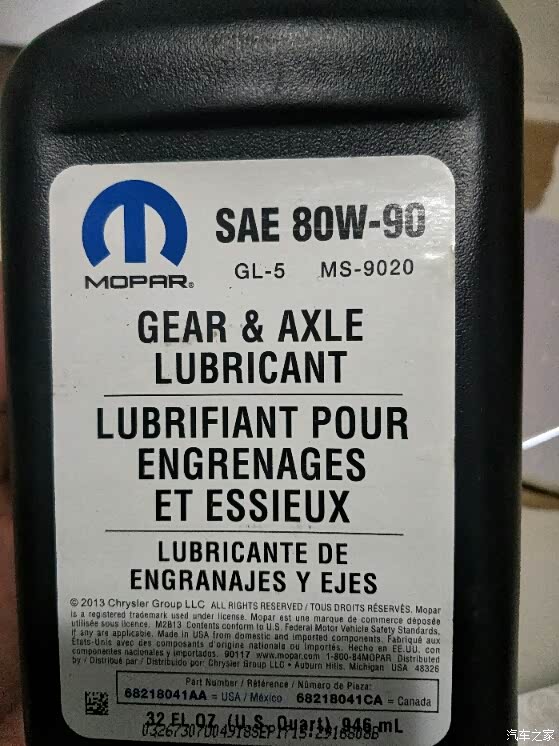 MOPAR®
SAE 80W-90
GL-5 MS-9020
GEAR & AXLE
LUBRICANT
LUBRIFIANT POUR
ENGRENAGES
ET ESSIEUX
LUBRICANTE DE
ENGRANAJES Y EJES
© 2013 Chrysler Group LLC ALL RIGHTS RESERVED / TOUS DROITS RÉSERVÉS. Mopar
is a registered trademark used under license. Mopar est une marque de commerce déposée
utilisée sous licence. M2B13 Contents conform to U.S. Federal Motor Vehicle Safety Standards,
if any are applicable. Made in USA from domestic and imported components. Fabriqué aux
États-Unis avec des composants d'origine nationale ou importés. Hecho en EE.UU. con
componentes nacionales y importados. 90117 www.mopar.com 1-800-84MOPAR Distributed
by / Distribué par / Distribuido por: Chrysler Group LLC • Auburn Hills, Michigan USA 48326
Part Number / Référence / Número de Pieza:
68218041AA = USA / México 68218041CA = Canada
32 FL OZ (U.S. Quart) 946 mL
汽车之家